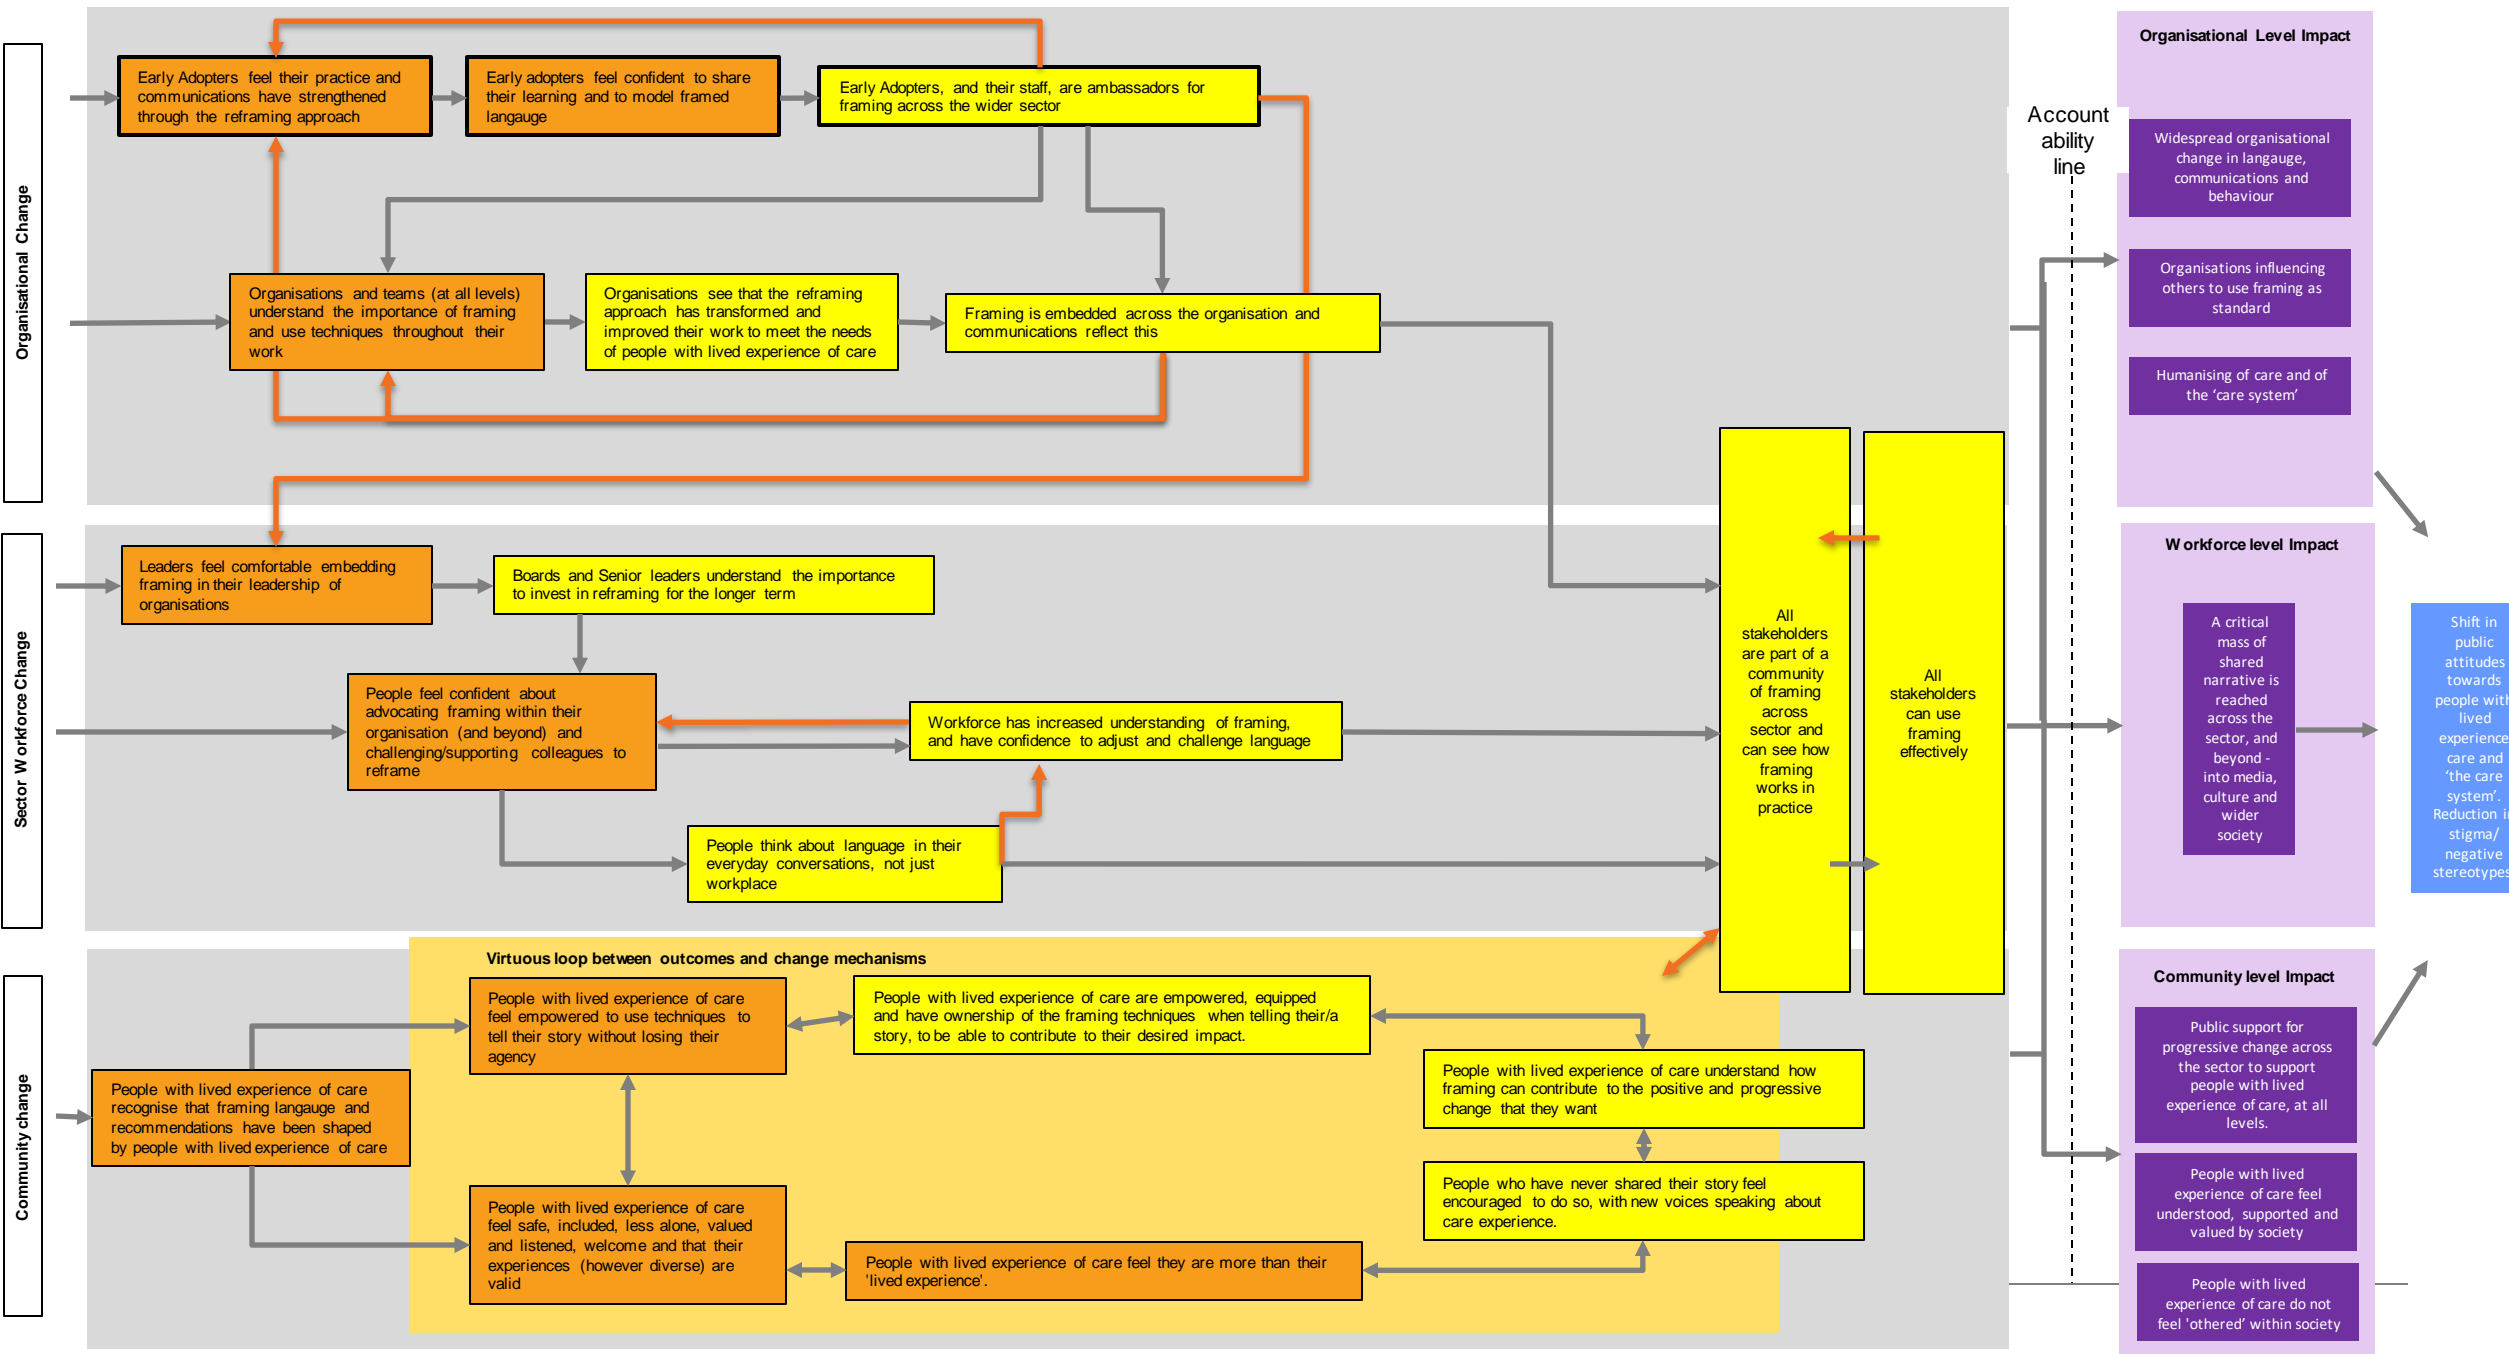 Organisational Change
Early Adopters feel their practice and
communications have strengthened
through the reframing approach
Early adopters feel confident to share
their learning and to model framed
langauge
Early Adopters, and their staff, are ambassadors for
framing across the wider sector
Organisations and teams (at all levels)
understand the importance of framing
and use techniques throughout their
work
Organisations see that the reframing
approach has transformed and
improved their work to meet the needs
of people with lived experience of care
Framing is embedded across the organisation and
communications reflect this
Sector Workforce Change
Leaders feel comfortable embedding
framing in their leadership of
organisations
Boards and Senior leaders understand the importance
to invest in reframing for the longer term
People feel confident about
advocating framing within their
organisation (and beyond) and
challenging/supporting colleagues to
reframe
Workforce has increased understanding of framing,
and have confidence to adjust and challenge language
People think about language in their
everyday conversations, not just
workplace
All
stakeholders
are part of a
community
of framing
across
sector and
can see how
framing
works in
practice
All
stakeholders
can use
framing
effectively
Community change
Virtuous loop between outcomes and change mechanisms
People with lived experience of care
recognise that framing langauge and
recommendations have been shaped
by people with lived experience of care
People with lived experience of care
feel empowered to use techniques to
tell their story without losing their
agency
People with lived experience of care are empowered, equipped
and have ownership of the framing techniques when telling their/a
story, to be able to contribute to their desired impact.
People with lived experience of care understand how
framing can contribute to the positive and progressive
change that they want
People who have never shared their story feel
encouraged to do so, with new voices speaking about
care experience.
People with lived experience of care
feel safe, included, less alone, valued
and listened, welcome and that their
experiences (however diverse) are
valid
People with lived experience of care feel they are more than their
'lived experience'.
Account
ability
line
Organisational Level Impact
Widespread organisational
change in langauge,
communications and
behaviour
Organisations influencing
others to use framing as
standard
Humanising of care and of
the ‘care system’
Workforce level Impact
A critical
mass of
shared
narrative is
reached
across the
sector, and
beyond -
into media,
culture and
wider
society
Community level Impact
Public support for
progressive change across
the sector to support
people with lived
experience of care, at all
levels.
People with lived
experience of care feel
understood, supported and
valued by society
People with lived
experience of care do not
feel 'othered’ within society
Shift in
public
attitudes
towards
people with
lived
experience
care and
‘the care
system’.
Reduction in
stigma/
negative
stereotypes